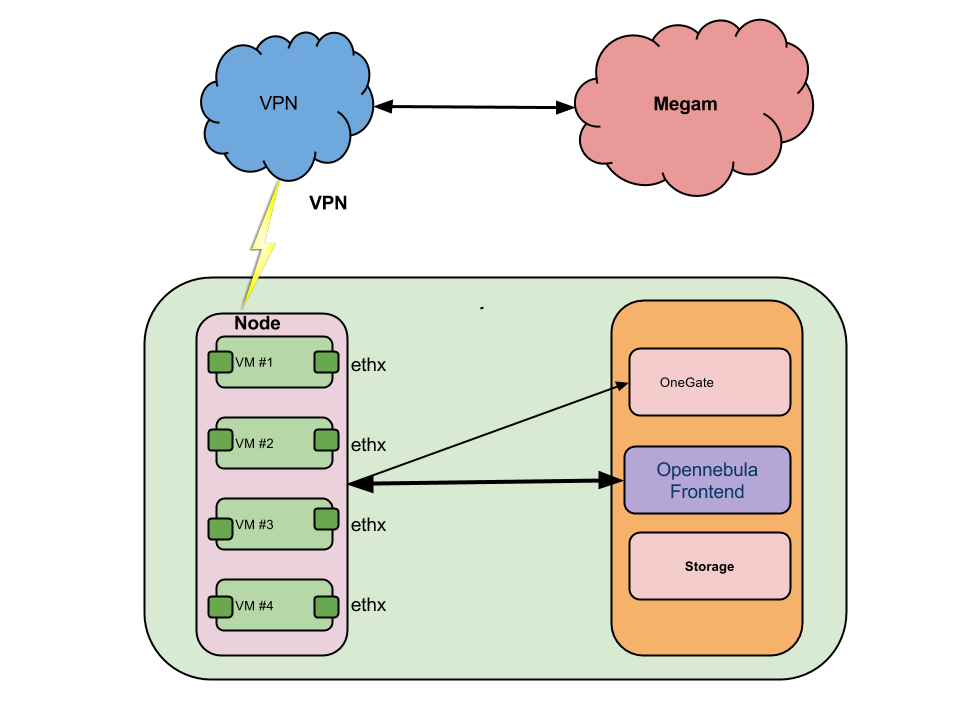 VPN
Megam
VPN
Node
VM #1
ethx
OneGate
VM #2
ethx
Opennebula
Frontend
VM #3
ethx
Storage
VM #4
ethx